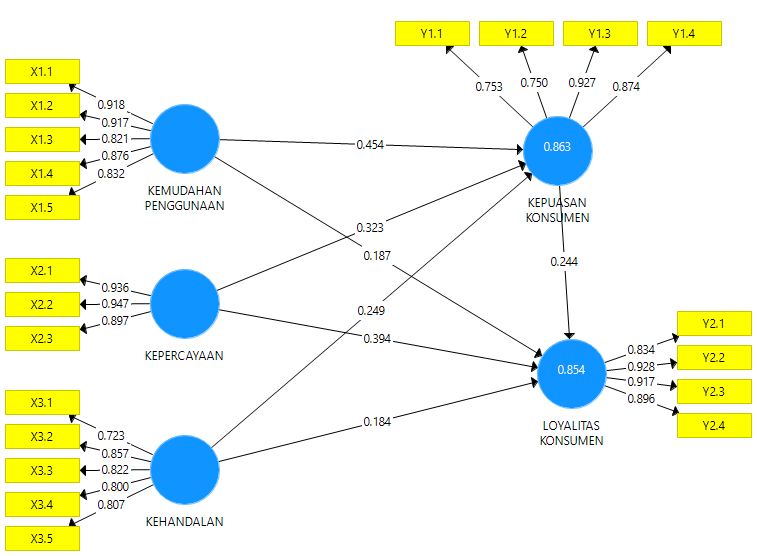 Y1.1
Y1.2
Y1.3
Y1.4
0.753
0.750
0.927
0.874
X1.1
X1.2
X1.3
X1.4
X1.5
0.918
0.917
0.821
0.876
0.832
KEMUDAHAN
PENGGUNAAN
0.454
0.863
KEPUASAN
KONSUMEN
0.323
0.187
0.244
X2.1
X2.2
X2.3
0.936
0.947
0.897
KEPERCAYAAN
0.249
0.394
0.854
LOYALITAS
KONSUMEN
0.834
0.928
0.917
0.896
Y2.1
Y2.2
Y2.3
Y2.4
X3.1
X3.2
X3.3
X3.4
X3.5
0.723
0.857
0.822
0.800
0.807
KEHANDALAN
0.184